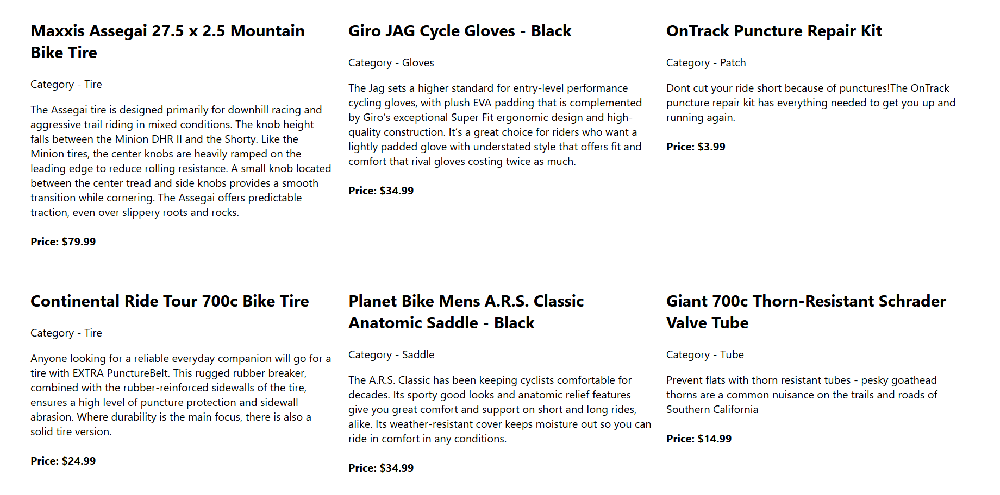 Maxxis Assegai 27.5 x 2.5 Mountain
Bike Tire
Category - Tire
The Assegai tire is designed primarily for downhill racing and
aggressive trail riding in mixed conditions. The knob height
falls between the Minion DHR II and the Shorty. Like the
Minion tires, the center knobs are heavily ramped on the
leading edge to reduce rolling resistance. A small knob located
between the center tread and side knobs provides a smooth
transition while cornering. The Assegai offers predictable
traction, even over slippery roots and rocks.
Price: $79.99
Giro JAG Cycle Gloves - Black
Category - Gloves
The Jag sets a higher standard for entry-level performance
cycling gloves, with plush EVA padding that is complemented
by Giro’s exceptional Super Fit ergonomic design and high-
quality construction. It’s a great choice for riders who want a
lightly padded glove with understated style that offers fit and
comfort that rival gloves costing twice as much.
Price: $34.99
OnTrack Puncture Repair Kit
Category - Patch
Dont cut your ride short because of punctures!The OnTrack
puncture repair kit has everything needed to get you up and
running again.
Price: $3.99
Continental Ride Tour 700c Bike Tire
Category - Tire
Anyone looking for a reliable everyday companion will go for a
tire with EXTRA PunctureBelt. This rugged rubber breaker,
combined with the rubber-reinforced sidewalls of the tire,
ensures a high level of puncture protection and sidewall
abrasion. Where durability is the main focus, there is also a
solid tire version.
Price: $24.99
Planet Bike Mens A.R.S. Classic
Anatomic Saddle - Black
Category - Saddle
The A.R.S. Classic has been keeping cyclists comfortable for
decades. Its sporty good looks and anatomic relief features
give you great comfort and support on short and long rides,
alike. Its weather-resistant cover keeps moisture out so you can
ride in comfort in any conditions.
Price: $34.99
Giant 700c Thorn-Resistant Schrader
Valve Tube
Category - Tube
Prevent flats with thorn resistant tubes - pesky goathead
thorns are a common nuisance on the trails and roads of
Southern California
Price: $14.99